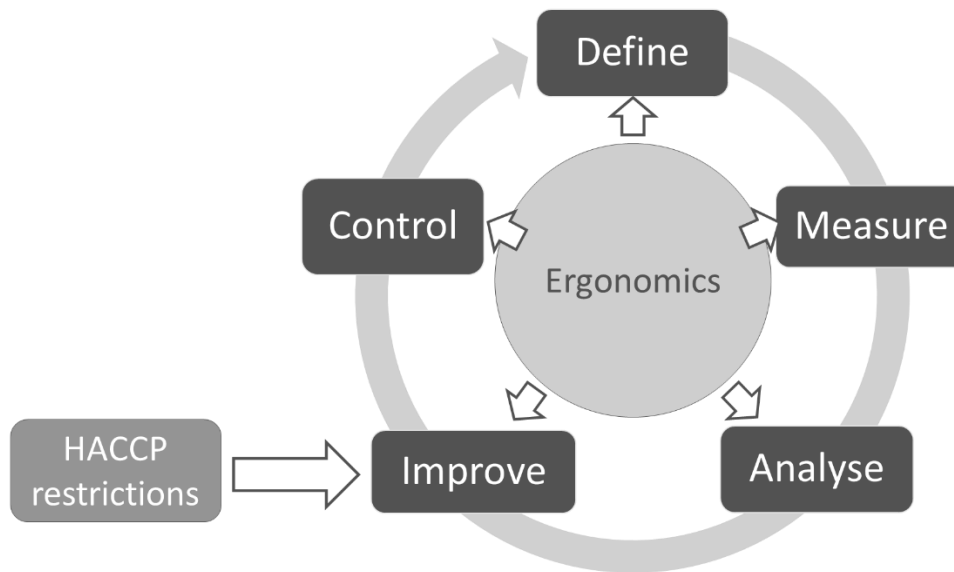 Define
Control
Measure
Ergonomics
HACCP
restrictions
Improve
Analyse